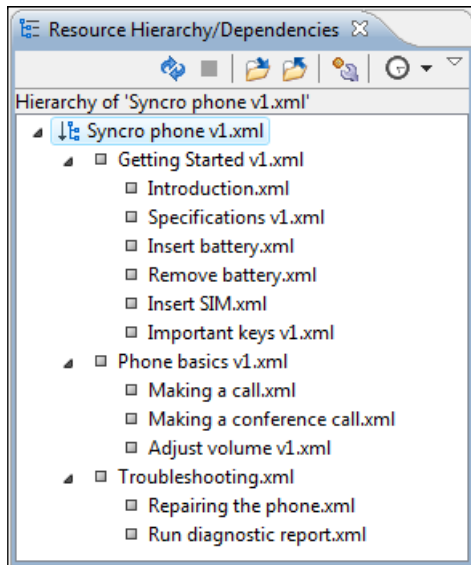 Resource Hierarchy/Dependencies
Hierarchy of 'Syncro phone v1.xml'
Syncro phone v1.xml
Getting Started v1.xml
Introduction.xml
Specifications v1.xml
Insert battery.xml
Remove battery.xml
Insert SIM.xml
Important keys v1.xml
Phone basics v1.xml
Making a call.xml
Making a conference call.xml
Adjust volume v1.xml
Troubleshooting.xml
Repairing the phone.xml
Run diagnostic report.xml